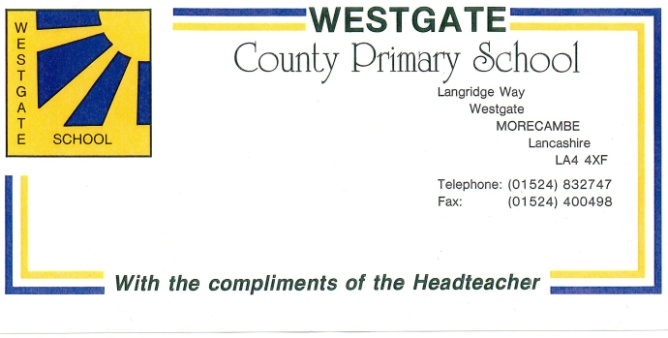 WESTGATE
SCHOOL
WESTGATE
County Primary School
Langridge Way
Westgate
MORECAMBE
Lancashire
LA4 4XF
Telephone: (01524) 832747
Fax: (01524) 400498
With the compliments of the Headteacher